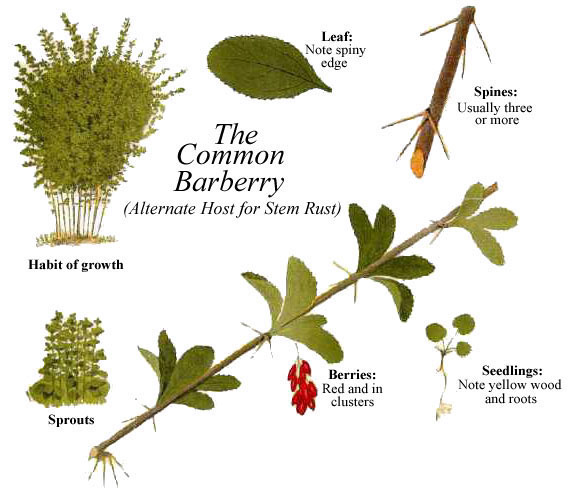 Leaf:
Note spiny
edge
Spines:
Usually three
or more
The
Common
Barberry
(Alternate Host for Stem Rust)
Habit of growth
Berries:
Red and in
clusters
Seedlings:
Note yellow wood
and roots
Sprouts